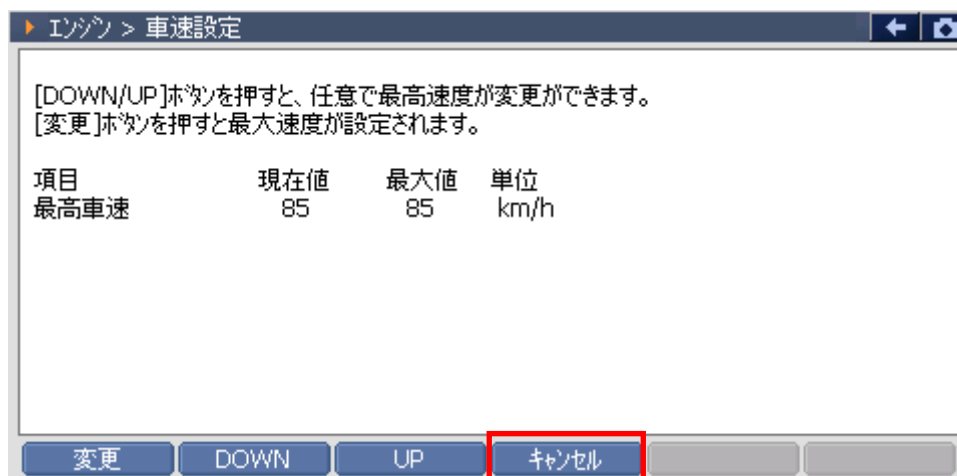 ｴﾝｼﾞﾝ > 車速設定
[DOWN/UP]ﾎﾞﾀﾝを押すと、任意で最高速度が変更ができます。
[変更]ﾎﾞﾀﾝを押すと最大速度が設定されます。
項目 現在値 最大値 単位
最高車速 85 85 km/h
変更 DOWN UP ｷｬﾝｾﾙ